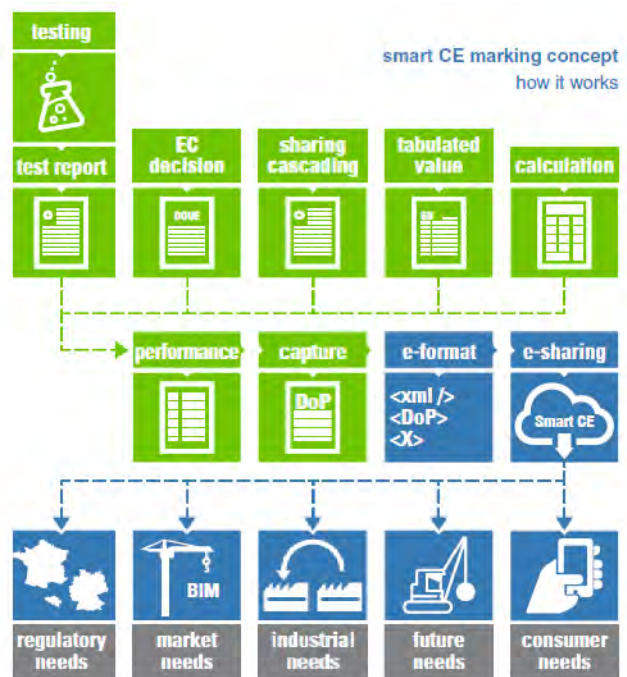 testing
smart CE marking concept
how it works
test report
EC
decision
sharing
cascading
tabulated
value
calculation
DOUE
EN
performance
capture
e-format
e-sharing
DoP
<xml />
<DoP>
<X>
Smart CE
BIM
regulatory
needs
market
needs
industrial
needs
future
needs
consumer
needs